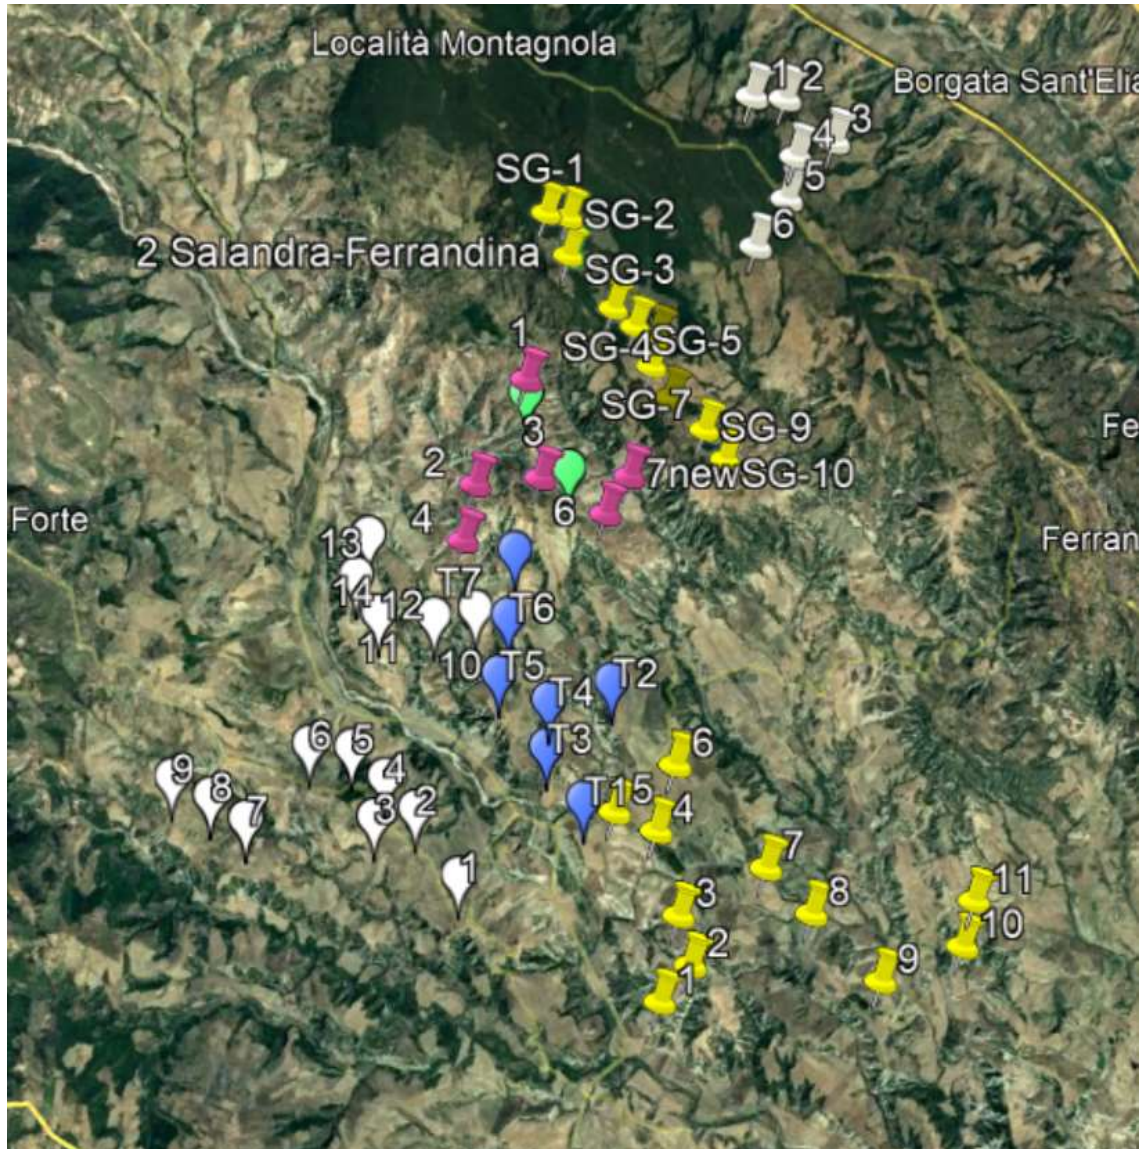 Località Montagnola
1
2
Borgata Sant'Elia
3
4
5
SG-1
SG-2
6
2 Salandra-Ferrandina
SG-3
1
SG-4
SG-5
SG-7
SG-9
Fe
3
2
7newSG-10
6
4
Forte
13
Ferran
T7
14
12
T6
11
10
T5
T4
T2
T3
6
5
6
4
9
8
T1
5
2
4
7
3
7
1
11
3
8
10
2
9
1